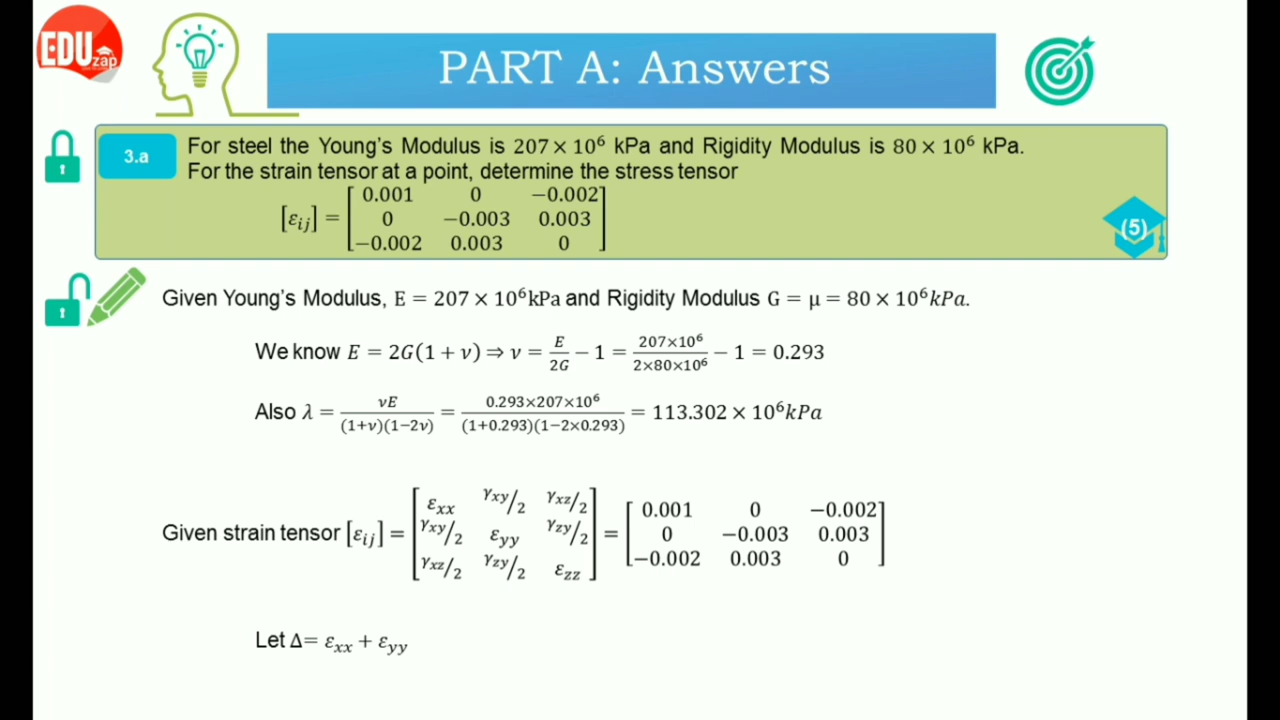 EDUzap
PART A: Answers
3.a
For steel the Young's Modulus is 207 × 10⁶ kPa and Rigidity Modulus is 80 × 10⁶ kPa.
For the strain tensor at a point, determine the stress tensor
[εᵢⱼ] = [0.001 0 −0.002
0 −0.003 0.003
−0.002 0.003 0]
(5)
Given Young's Modulus, E = 207 × 10⁶kPa and Rigidity Modulus G = μ = 80 × 10⁶kPa.
We know E = 2G(1 + ν) ⇒ ν = E/2G − 1 = 207×10⁶/2×80×10⁶ − 1 = 0.293
Also λ = νE/(1+ν)(1−2ν) = 0.293×207×10⁶/(1+0.293)(1−2×0.293) = 113.302 × 10⁶kPa
Given strain tensor [εᵢⱼ] = [εxx γxy/2 γxz/2
γxy/2 εyy γzy/2
γxz/2 γzy/2 εzz] = [0.001 0 −0.002
0 −0.003 0.003
−0.002 0.003 0]
Let Δ= εxx + εyy